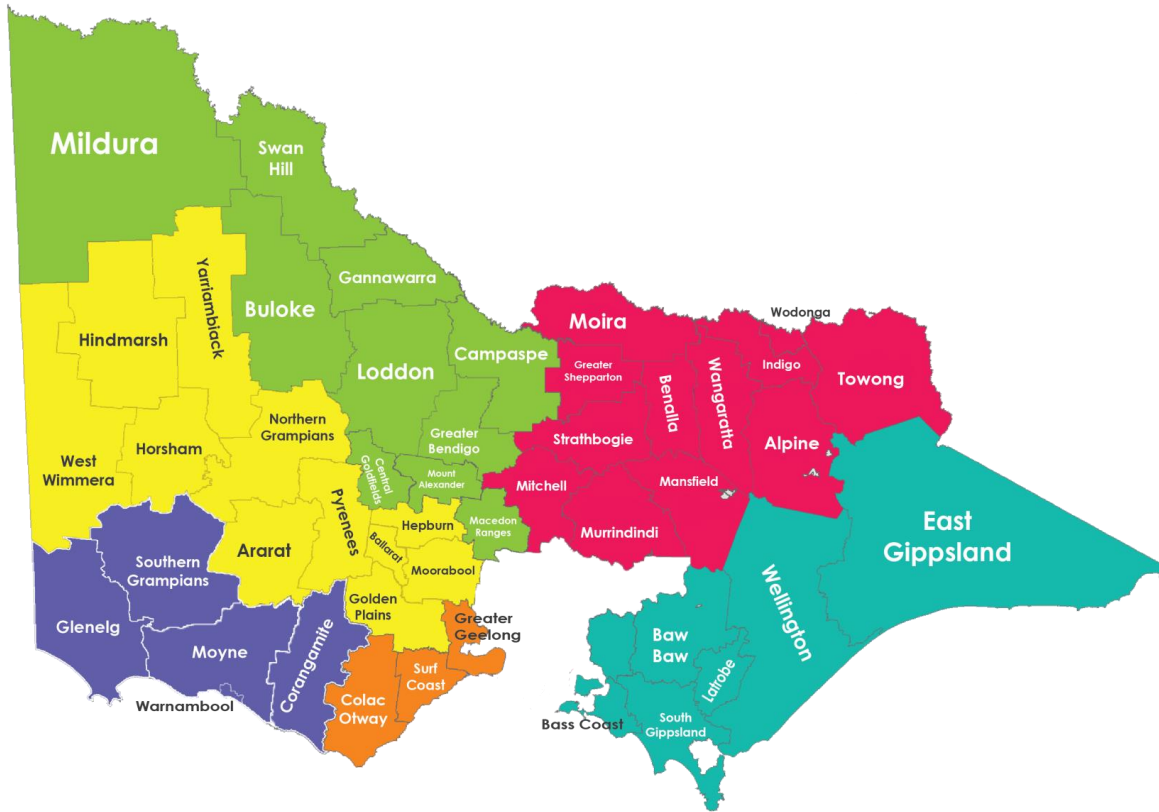 Mildura
Swan
Hill
Gannawarra
Yarriambiack
Buloke
Hindmarsh
Loddon
Campaspe
Moira
Wodonga
Greater
Shepparton
Benalla
Wangaratta
Indigo
Towong
Northern
Grampians
Horsham
West
Wimmera
Greater
Bendigo
Central
Goldfields
Mount
Alexander
Strathbogie
Alpine
Mitchell
Mansfield
Pyrenees
Hepburn
Macedon
Ranges
Murrindindi
East
Gippsland
Southern
Grampians
Ararat
Ballarat
Moorabool
Golden
Plains
Greater
Geelong
Wellington
Glenelg
Moyne
Corangamite
Surf
Coast
Colac
Otway
Warnambool
Baw
Baw
Latrobe
Bass Coast
South
Gippsland